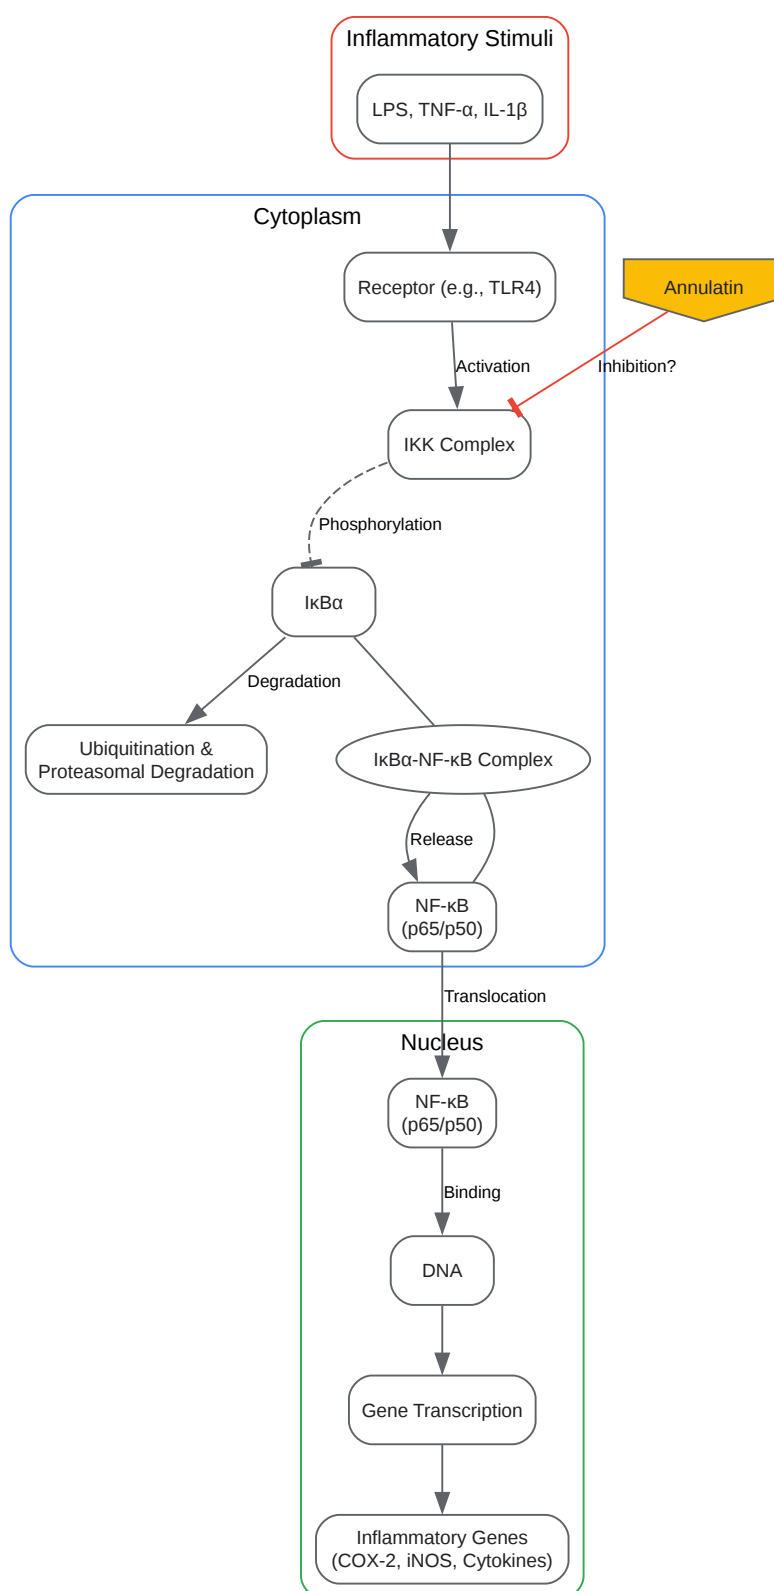 Inflammatory Stimuli
LPS, TNF-α, IL-1β
Cytoplasm
Receptor (e.g., TLR4)
Annulatin
Activation
Inhibition?
IKK Complex
Phosphorylation
IκBα
Degradation
Ubiquitination &
Proteasomal Degradation
IκBα-NF-κB Complex
Release
NF-κB
(p65/p50)
Translocation
Nucleus
NF-κB
(p65/p50)
Binding
DNA
Gene Transcription
Inflammatory Genes
(COX-2, iNOS, Cytokines)